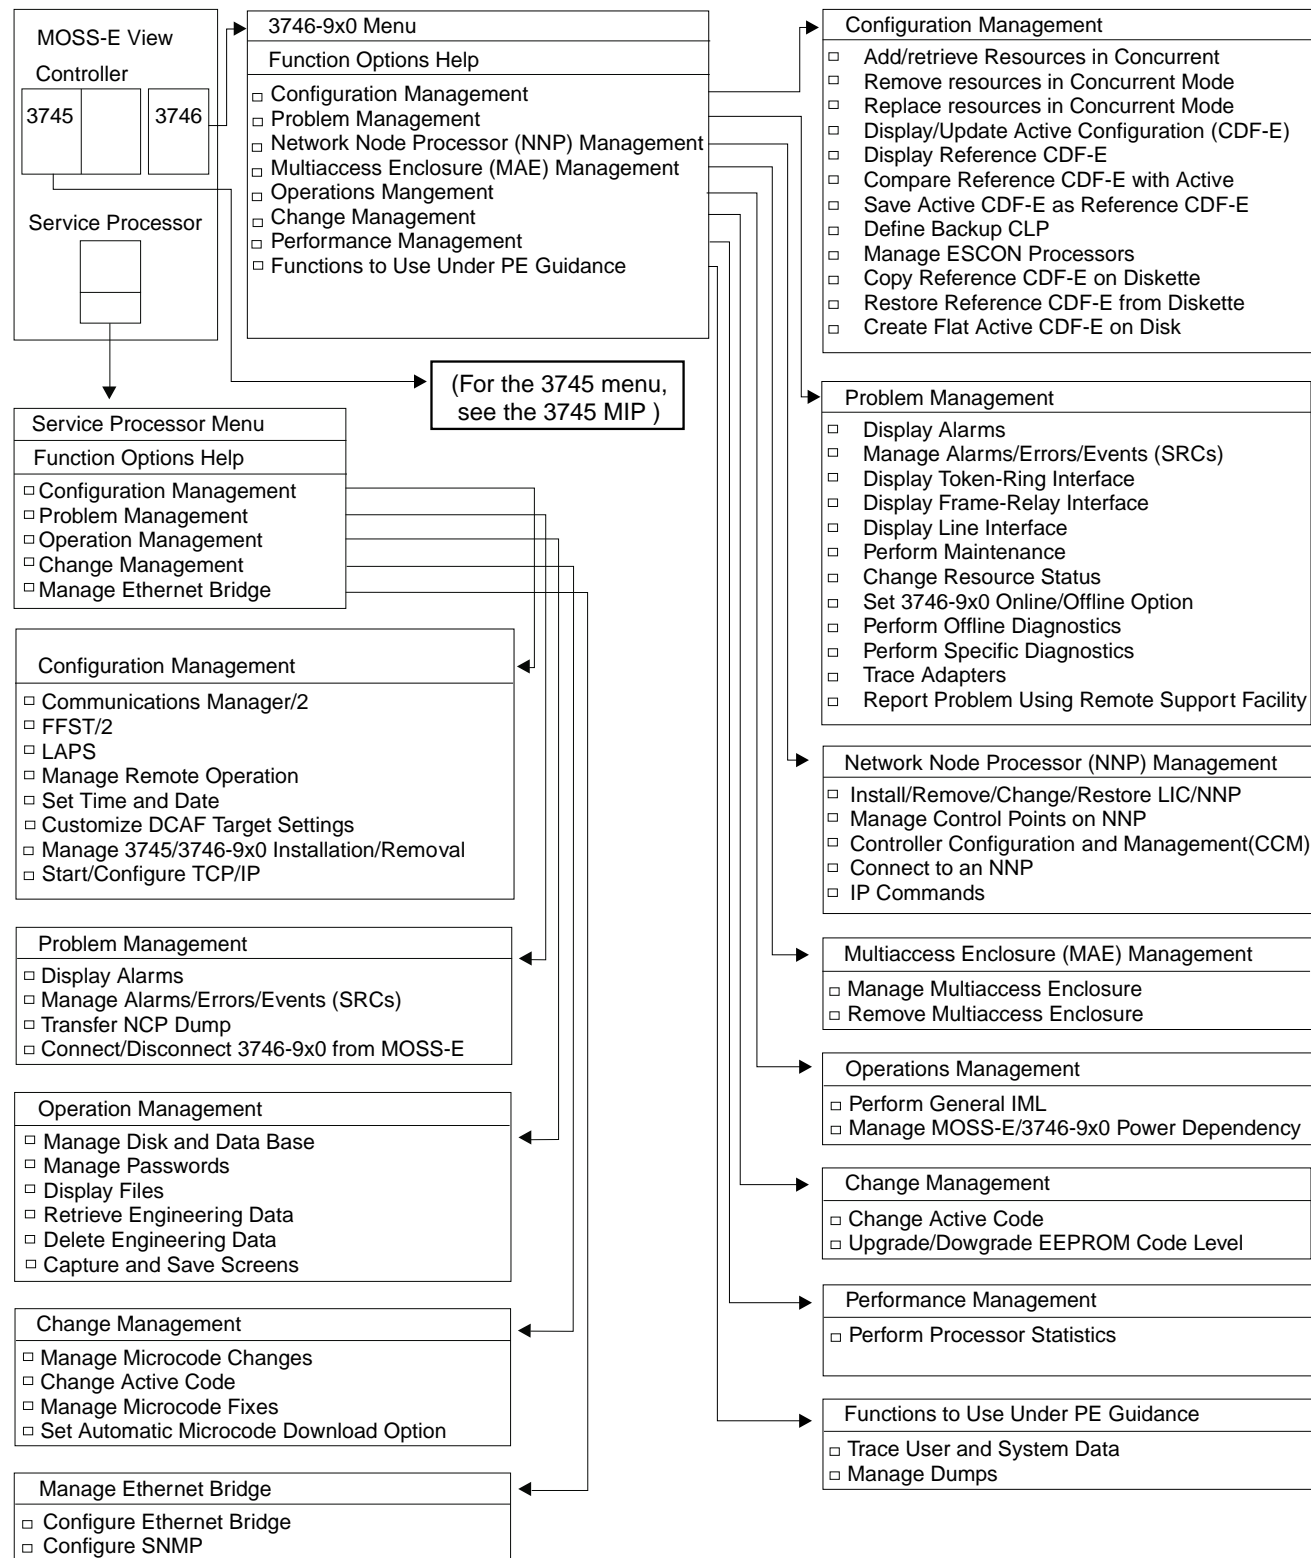 MOSS-E View
Controller
3745
3746
Service Processor
3746-9x0 Menu
Function Options Help
Configuration Management
Problem Management
Network Node Processor (NNP) Management
Multiaccess Enclosure (MAE) Management
Operations Mangement
Change Management
Performance Management
Functions to Use Under PE Guidance
(For the 3745 menu,
see the 3745 MIP )
Service Processor Menu
Function Options Help
Configuration Management
Problem Management
Operation Management
Change Management
Manage Ethernet Bridge
Configuration Management
Communications Manager/2
FFST/2
LAPS
Manage Remote Operation
Set Time and Date
Customize DCAF Target Settings
Manage 3745/3746-9x0 Installation/Removal
Start/Configure TCP/IP
Problem Management
Display Alarms
Manage Alarms/Errors/Events (SRCs)
Transfer NCP Dump
Connect/Disconnect 3746-9x0 from MOSS-E
Operation Management
Manage Disk and Data Base
Manage Passwords
Display Files
Retrieve Engineering Data
Delete Engineering Data
Capture and Save Screens
Change Management
Manage Microcode Changes
Change Active Code
Manage Microcode Fixes
Set Automatic Microcode Download Option
Manage Ethernet Bridge
Configure Ethernet Bridge
Configure SNMP
Configuration Management
Add/retrieve Resources in Concurrent
Remove resources in Concurrent Mode
Replace resources in Concurrent Mode
Display/Update Active Configuration (CDF-E)
Display Reference CDF-E
Compare Reference CDF-E with Active
Save Active CDF-E as Reference CDF-E
Define Backup CLP
Manage ESCON Processors
Copy Reference CDF-E on Diskette
Restore Reference CDF-E from Diskette
Create Flat Active CDF-E on Disk
Problem Management
Display Alarms
Manage Alarms/Errors/Events (SRCs)
Display Token-Ring Interface
Display Frame-Relay Interface
Display Line Interface
Perform Maintenance
Change Resource Status
Set 3746-9x0 Online/Offline Option
Perform Offline Diagnostics
Perform Specific Diagnostics
Trace Adapters
Report Problem Using Remote Support Facility
Network Node Processor (NNP) Management
Install/Remove/Change/Restore LIC/NNP
Manage Control Points on NNP
Controller Configuration and Management(CCM)
Connect to an NNP
IP Commands
Multiaccess Enclosure (MAE) Management
Manage Multiaccess Enclosure
Remove Multiaccess Enclosure
Operations Management
Perform General IML
Manage MOSS-E/3746-9x0 Power Dependency
Change Management
Change Active Code
Upgrade/Dowgrade EEPROM Code Level
Performance Management
Perform Processor Statistics
Functions to Use Under PE Guidance
Trace User and System Data
Manage Dumps